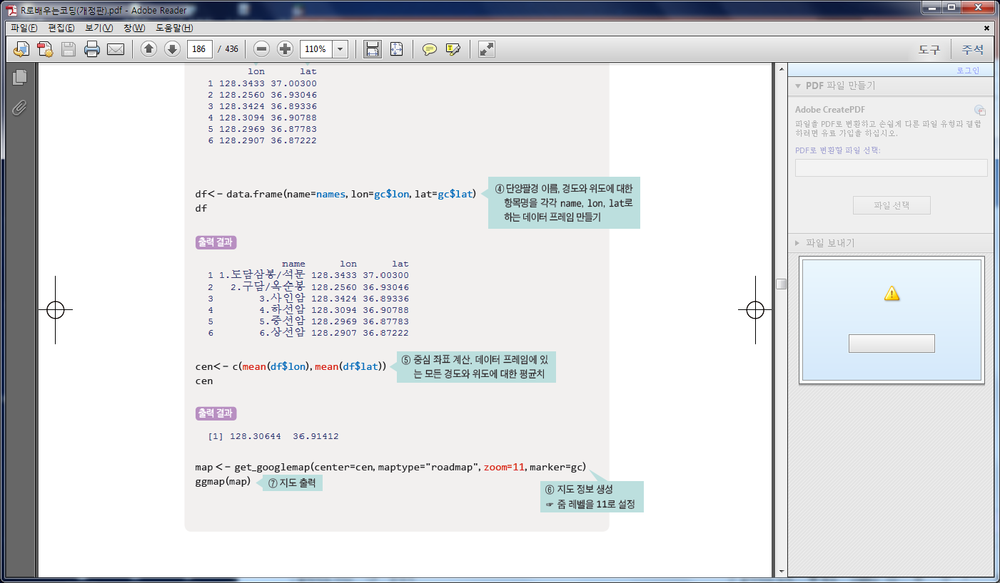 R로배우는코딩(개정판).pdf - Adobe Reader
파일(F) 편집(E) 보기(V) 창(W) 도움말(H)
186 / 436 110% 도구 주석
로그인
PDF 파일 만들기
Adobe CreatePDF
파일을 PDF로 변환하고 손쉽게 다른 파일 유형과 결합
하려면 유료 가입을 하십시오.
PDF로 변환할 파일 선택:
파일 선택
파일 보내기
lon lat
1 128.3433 37.00300
2 128.2560 36.93046
3 128.3424 36.89336
4 128.3094 36.90788
5 128.2969 36.87783
6 128.2907 36.87222
df<- data.frame(name=names, lon=gc$lon, lat=gc$lat)
df
④ 단양팔경 이름, 경도와 위도에 대한
항목명을 각각 name, lon, lat로
하는 데이터 프레임 만들기
출력 결과
name lon lat
1 1.도담삼봉/석문 128.3433 37.00300
2 2.구담/옥순봉 128.2560 36.93046
3 3.사인암 128.3424 36.89336
4 4.하선암 128.3094 36.90788
5 5.중선암 128.2969 36.87783
6 6.상선암 128.2907 36.87222
cen<- c(mean(df$lon), mean(df$lat))
cen
⑤ 중심 좌표 계산, 데이터 프레임에 있
는 모든 경도와 위도에 대한 평균치
출력 결과
[1] 128.30644 36.91412
map <- get_googlemap(center=cen, maptype="roadmap", zoom=11, marker=gc)
ggmap(map)
⑦ 지도 출력
⑥ 지도 정보 생성
☞ 줌 레벨을 11로 설정